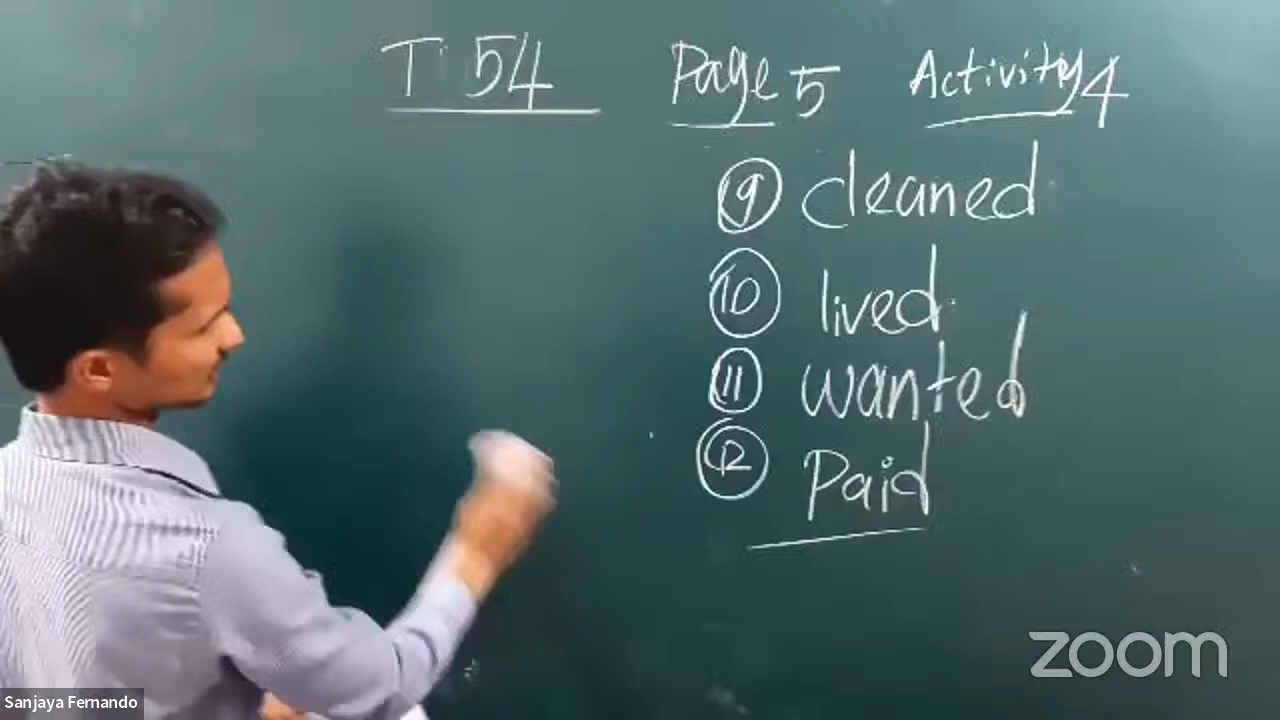 T 54 Page 5 Activity 4
9 cleaned
10 lived
11 wanted
12 Paid
zoom
Sanjaya Fernando